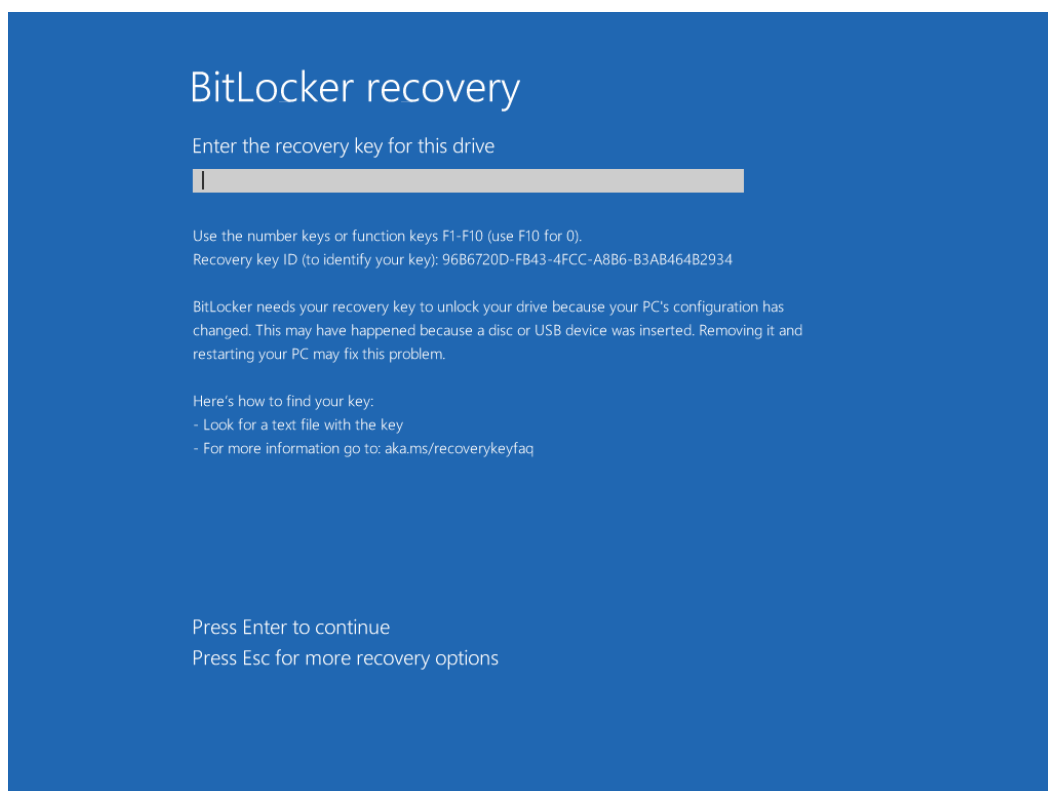 BitLocker recovery
Enter the recovery key for this drive
Use the number keys or function keys F1-F10 (use F10 for 0).
Recovery key ID (to identify your key): 96B6720D-FB43-4FCC-A8B6-B3AB464B2934
BitLocker needs your recovery key to unlock your drive because your PC's configuration has
changed. This may have happened because a disc or USB device was inserted. Removing it and
restarting your PC may fix this problem.
Here's how to find your key:
- Look for a text file with the key
- For more information go to: aka.ms/recoverykeyfaq
Press Enter to continue
Press Esc for more recovery options